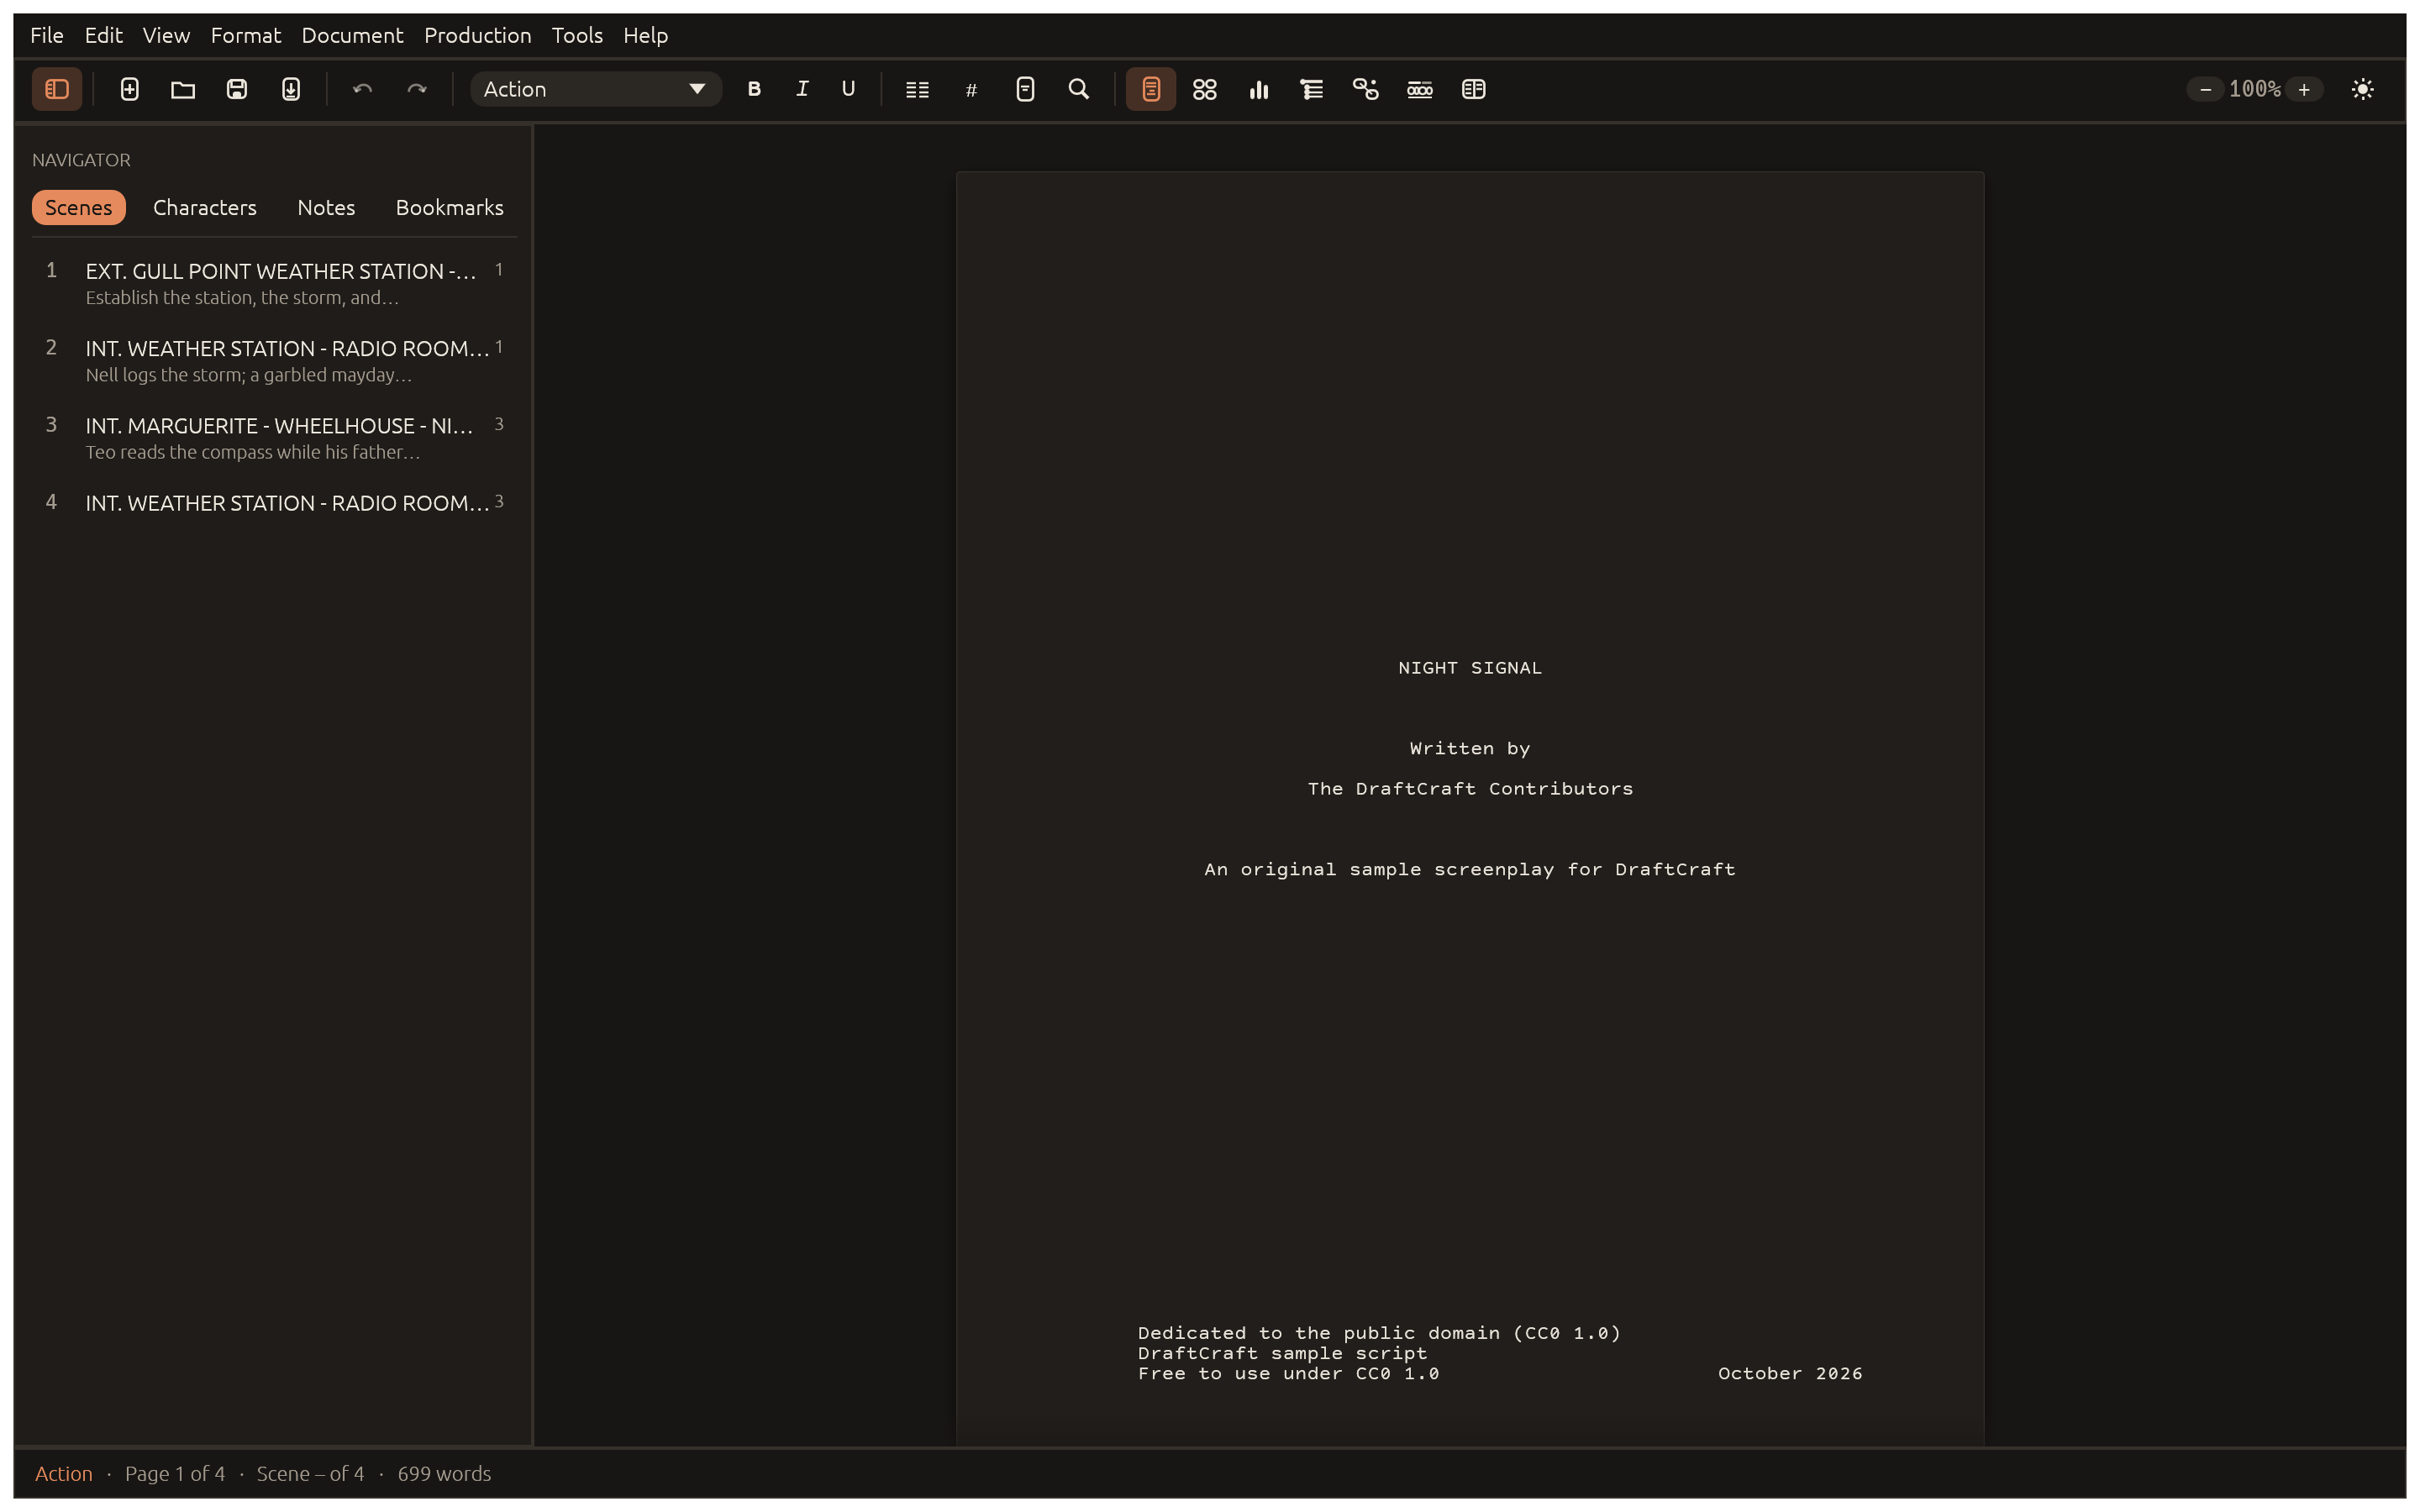 File Edit View Format Document Production Tools Help
Action B I U # 100%
NAVIGATOR
Scenes Characters Notes Bookmarks
1 EXT. GULL POINT WEATHER STATION -... 1
Establish the station, the storm, and...
2 INT. WEATHER STATION - RADIO ROOM... 1
Nell logs the storm; a garbled mayday...
3 INT. MARGUERITE - WHEELHOUSE - NI... 3
Teo reads the compass while his father...
4 INT. WEATHER STATION - RADIO ROOM... 3
NIGHT SIGNAL
Written by
The DraftCraft Contributors
An original sample screenplay for DraftCraft
Dedicated to the public domain (CC0 1.0)
DraftCraft sample script
Free to use under CC0 1.0 October 2026
Action · Page 1 of 4 · Scene – of 4 · 699 words